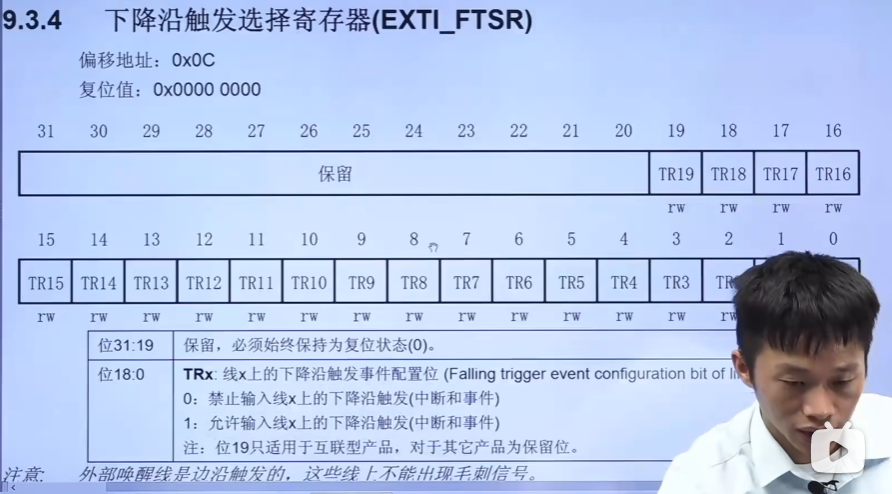 9.3.4 下降沿触发选择寄存器(EXTI_FTSR)
偏移地址：0x0C
复位值：0x0000 0000
31 30 29 28 27 26 25 24 23 22 21 20 19 18 17 16
保留 TR19 TR18 TR17 TR16
rw rw rw rw
15 14 13 12 11 10 9 8 7 6 5 4 3 2 1 0
TR15 TR14 TR13 TR12 TR11 TR10 TR9 TR8 TR7 TR6 TR5 TR4 TR3
rw rw rw rw rw rw rw rw rw rw rw rw rw rw
位31:19 保留，必须始终保持为复位状态(0)。
位18:0 TRx: 线x上的下降沿触发事件配置位 (Falling trigger event configuration bit of
0：禁止输入线x上的下降沿触发(中断和事件)
1：允许输入线x上的下降沿触发(中断和事件)
注：位19只适用于互联型产品，对于其它产品为保留位。
注意: 外部唤醒线是边沿触发的，这些线上不能出现毛刺信号。